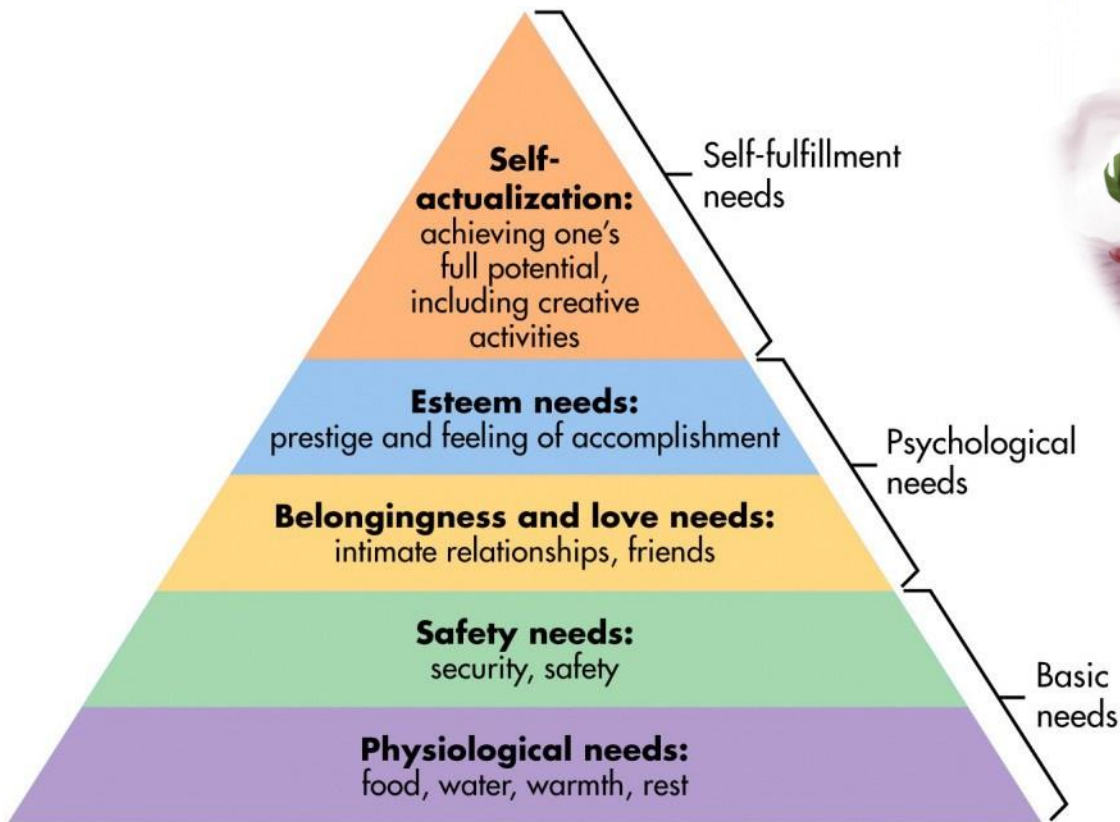 Self-
actualization:
achieving one's
full potential,
including creative
activities
Self-fulfillment
needs
Esteem needs:
prestige and feeling of accomplishment
Psychological
needs
Belongingness and love needs:
intimate relationships, friends
Safety needs:
security, safety
Basic
needs
Physiological needs:
food, water, warmth, rest